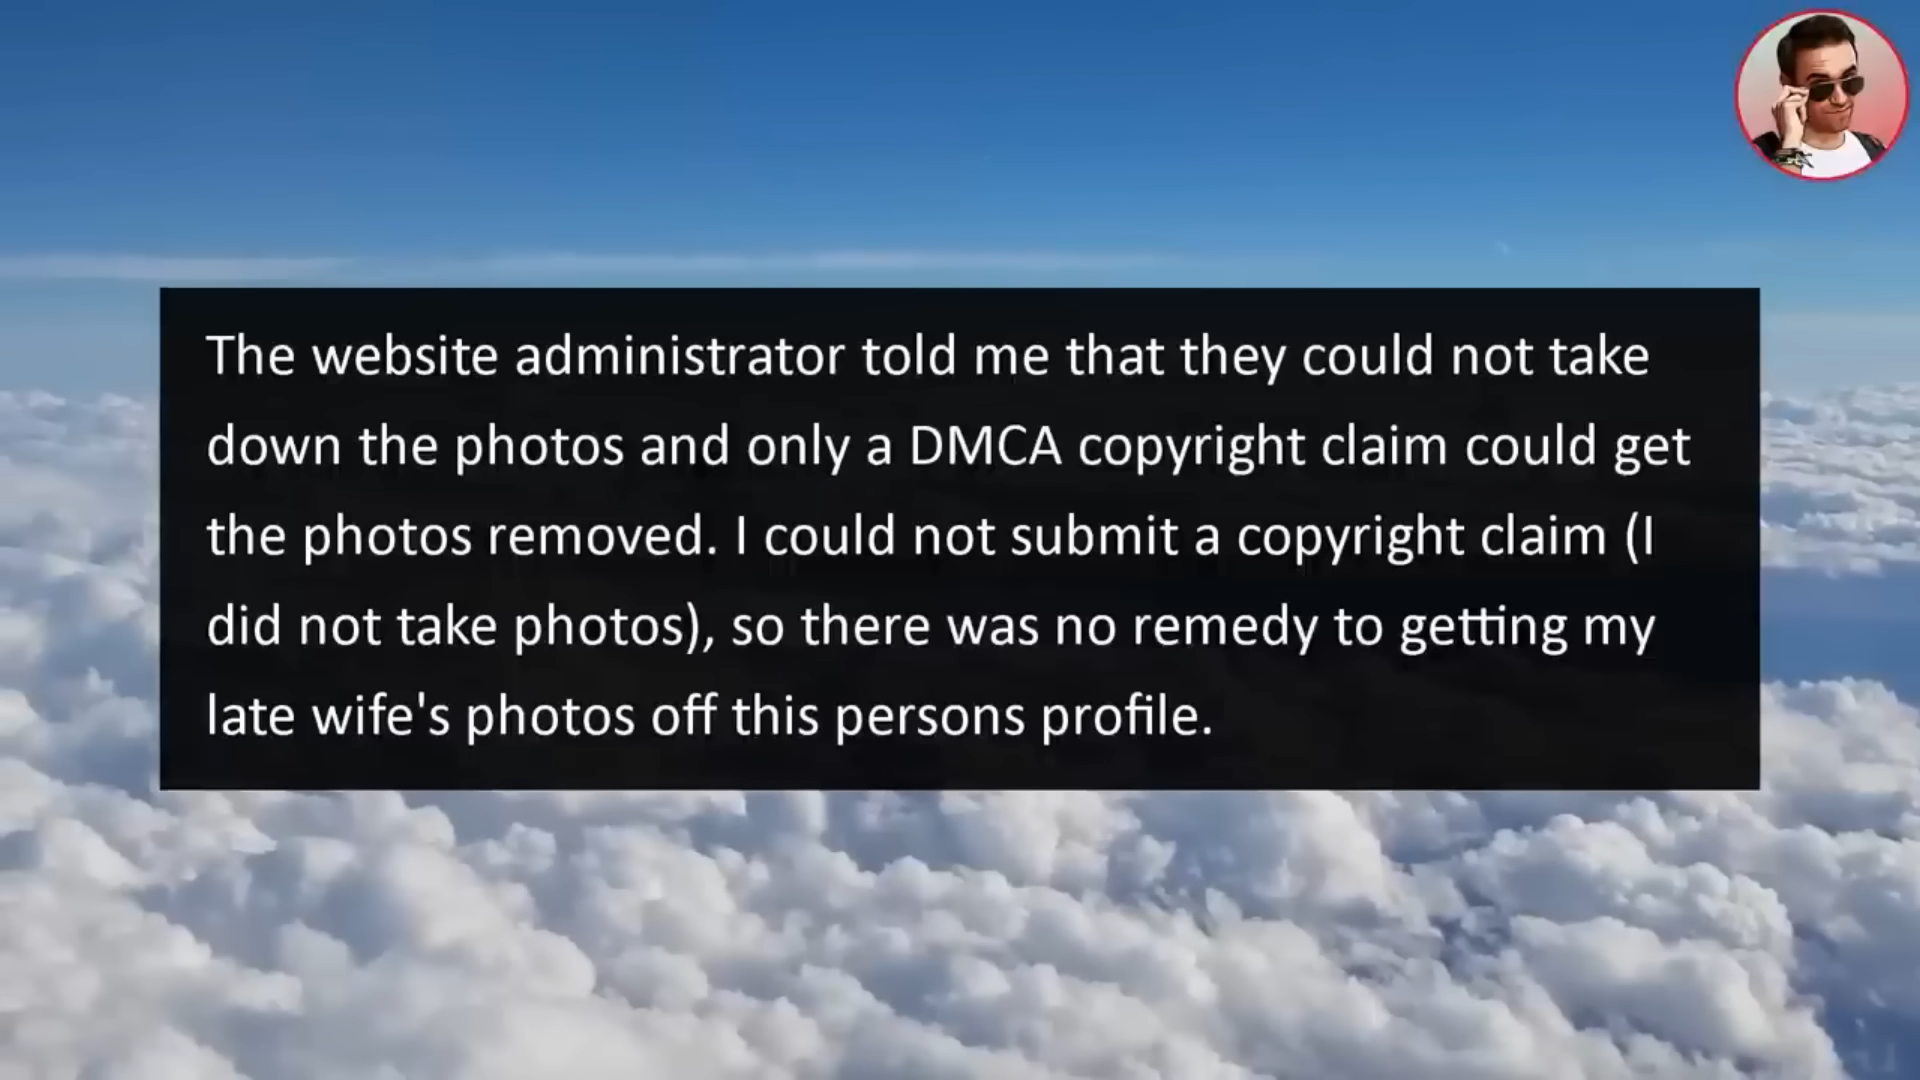 The website administrator told me that they could not take
down the photos and only a DMCA copyright claim could get
the photos removed. I could not submit a copyright claim (I
did not take photos), so there was no remedy to getting my
late wife's photos off this persons profile.